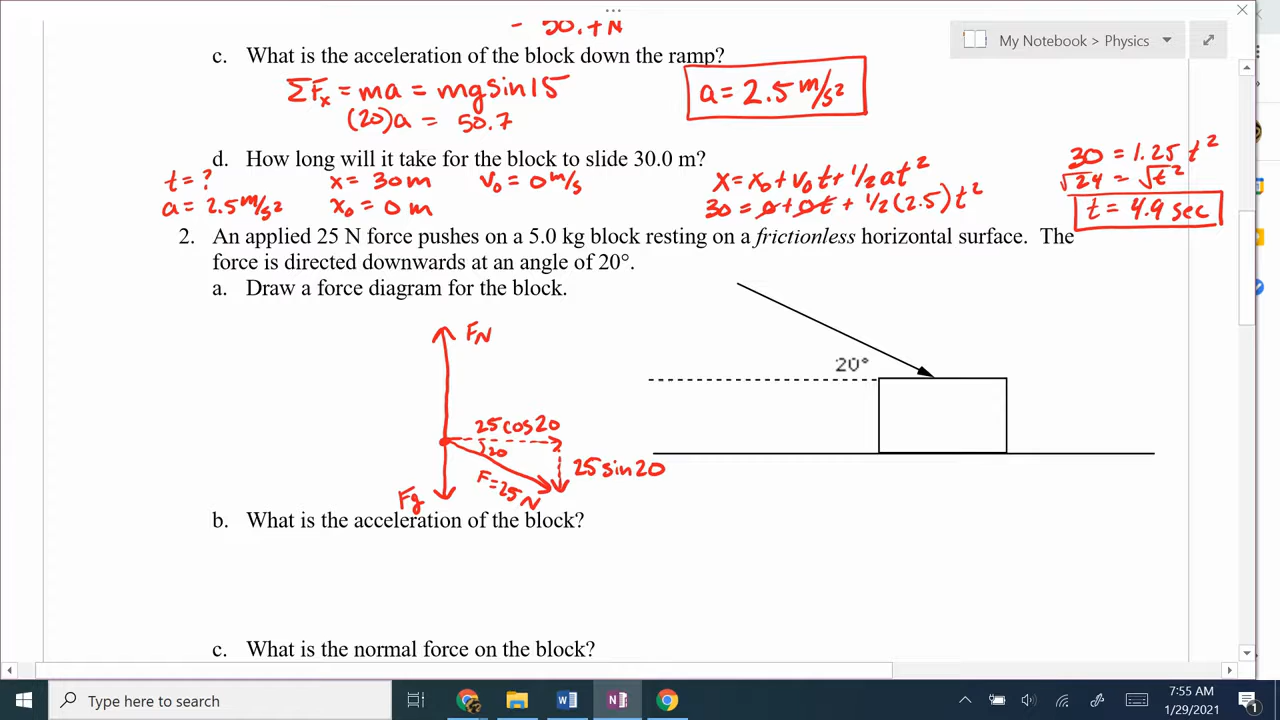 - 50.7 N
My Notebook > Physics
c. What is the acceleration of the block down the ramp?
ΣFx = ma = mgsin15
(20)a = 50.7
a = 2.5 m/s²
d. How long will it take for the block to slide 30.0 m?
t = ?
x = 30 m
v₀ = 0 m/s
a = 2.5 m/s²
x₀ = 0 m
x = x₀ + v₀t + 1/2 at²
30 = 0 + 0t + 1/2 (2.5) t²
30 = 1.25 t²
√24 = √t²
t = 4.9 sec
2. An applied 25 N force pushes on a 5.0 kg block resting on a frictionless horizontal surface. The
force is directed downwards at an angle of 20°.
a. Draw a force diagram for the block.
FN
20°
25cos20
20
F=25N
25sin20
Fg
b. What is the acceleration of the block?
c. What is the normal force on the block?
Type here to search
7:55 AM
1/29/2021
1